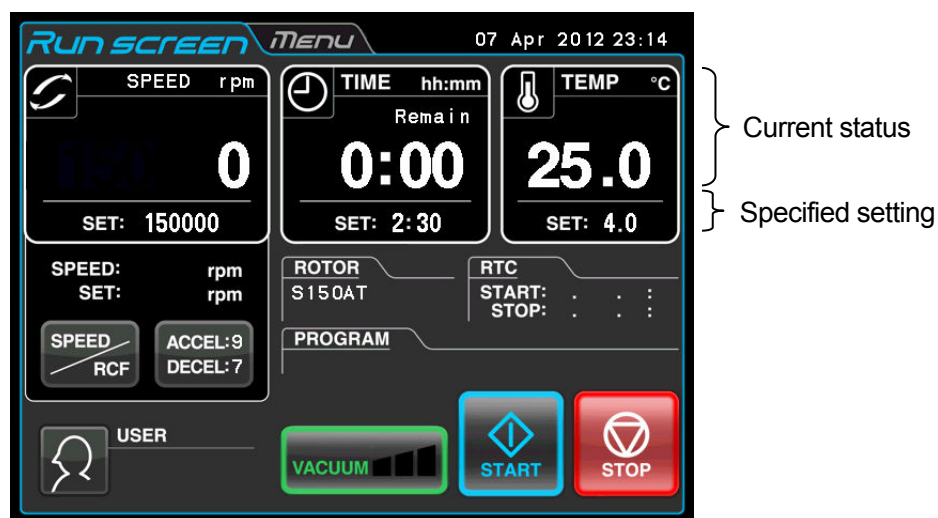 Run screen Menu 07 Apr 2012 23:14
SPEED rpm
0
SET: 150000
TIME hh:mm
Remain
0:00
SET: 2:30
TEMP °C
25.0
SET: 4.0
Current status
Specified setting
SPEED: rpm
SET: rpm
SPEED
RCF
ACCEL:9
DECEL:7
ROTOR
S150AT
RTC
START: . . :
STOP: . . :
PROGRAM
USER
VACUUM
START
STOP